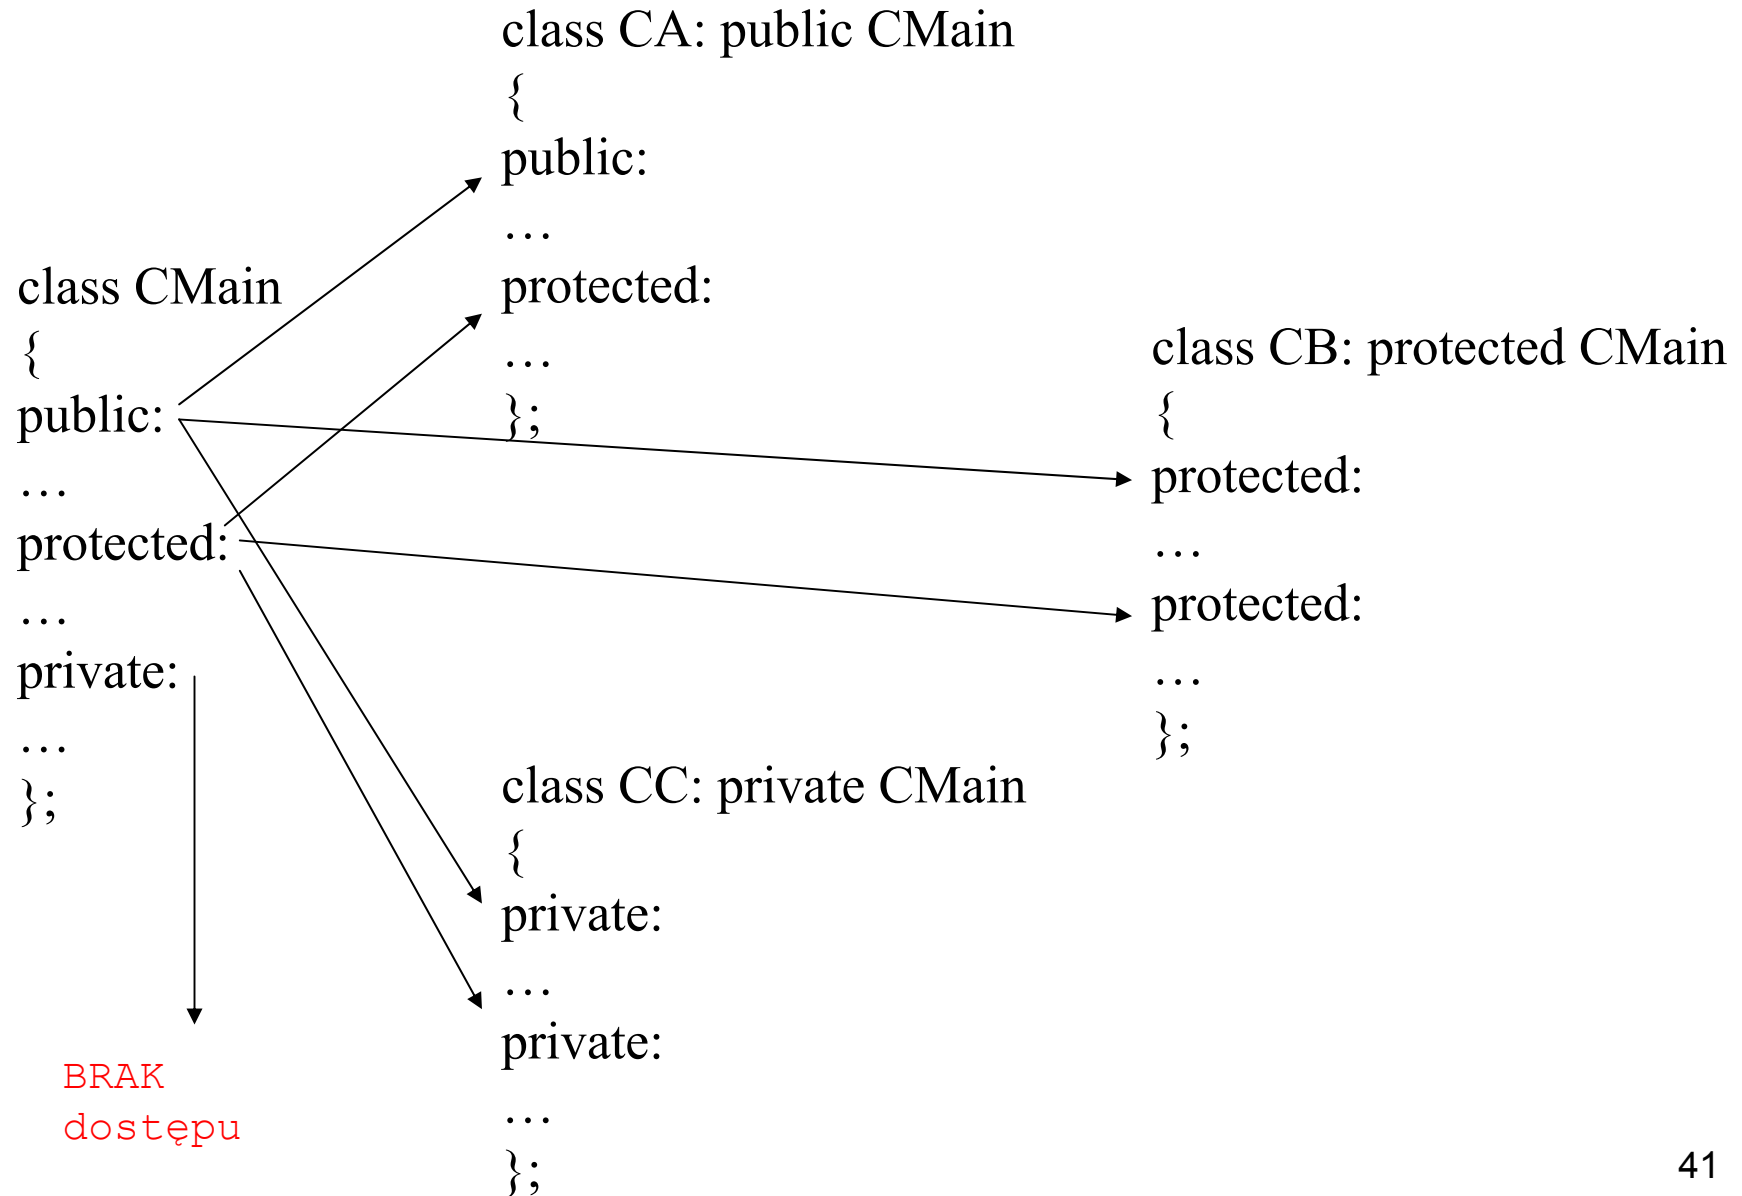 class CMain
{
public:
…
protected:
…
private:
…
};
BRAK
dostępu
class CA: public CMain
{
public:
…
protected:
…
};
class CB: protected CMain
{
protected:
…
protected:
…
};
class CC: private CMain
{
private:
…
private:
…
};
41